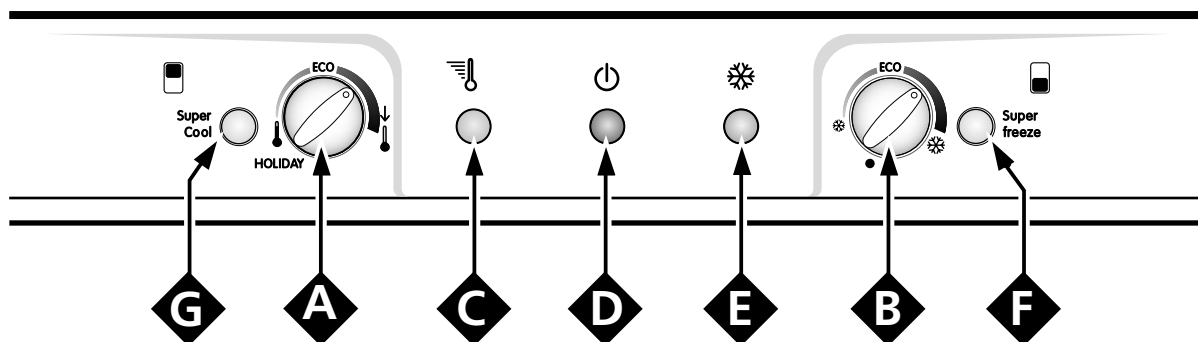 ECO
Super
Cool
HOLIDAY
ECO
Super
freeze
G A C D E B F